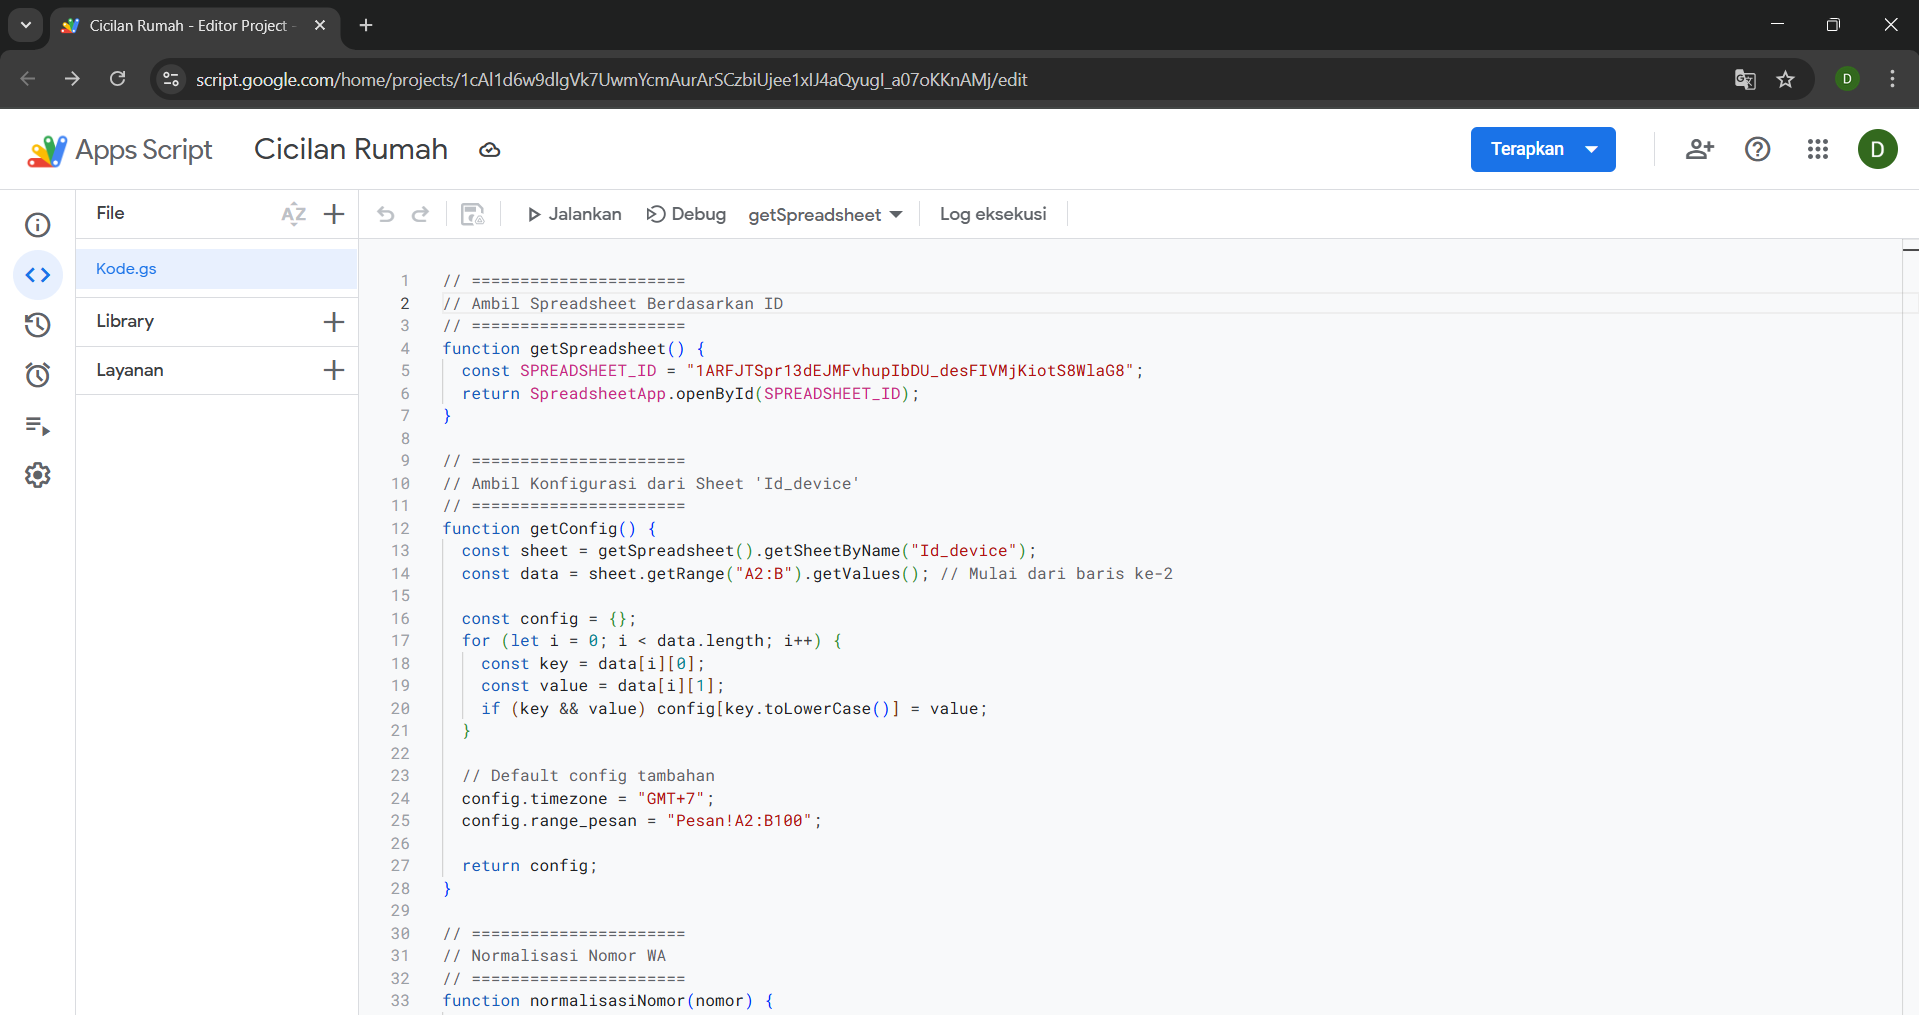 Cicilan Rumah - Editor Project -
script.google.com/home/projects/1cAl1d6w9dlgVk7UwmYcmAurArSCzbiUjee1xIJ4aQyugI_a07oKKnAMj/edit
D
Apps Script
Cicilan Rumah
Terapkan
D
File
AZ
Jalankan
Debug
getSpreadsheet
Log eksekusi
Kode.gs
Library
Layanan
1 // ======================
2 // Ambil Spreadsheet Berdasarkan ID
3 // ======================
4 function getSpreadsheet() {
5 const SPREADSHEET_ID = "1ARFJTSpr13dEJMFvhupIbDU_desFIVMjKiotS8WlaG8";
6 return SpreadsheetApp.openById(SPREADSHEET_ID);
7 }
8
9 // ======================
10 // Ambil Konfigurasi dari Sheet 'Id_device'
11 // ======================
12 function getConfig() {
13 const sheet = getSpreadsheet().getSheetByName("Id_device");
14 const data = sheet.getRange("A2:B").getValues(); // Mulai dari baris ke-2
15
16 const config = {};
17 for (let i = 0; i < data.length; i++) {
18 const key = data[i][0];
19 const value = data[i][1];
20 if (key && value) config[key.toLowerCase()] = value;
21 }
22
23 // Default config tambahan
24 config.timezone = "GMT+7";
25 config.range_pesan = "Pesan!A2:B100";
26
27 return config;
28 }
29
30 // ======================
31 // Normalisasi Nomor WA
32 // ======================
33 function normalisasiNomor(nomor) {